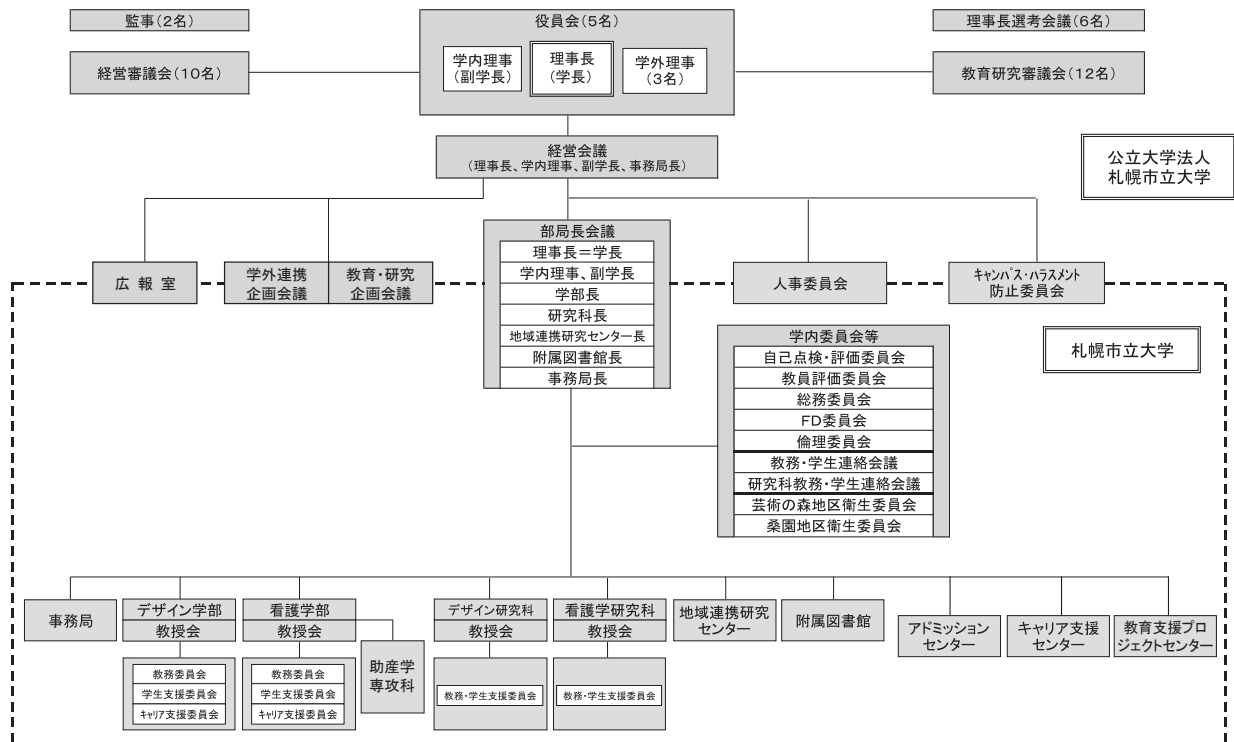 監事(2名)
役員会(5名)
理事長選考会議(6名)
経営審議会(10名)
学内理事
(副学長)
理事長
(学長)
学外理事
(3名)
教育研究審議会(12名)
経営会議
(理事長、学内理事、副学長、事務局長)
公立大学法人
札幌市立大学
広報室
学外連携
企画会議
教育・研究
企画会議
部局長会議
理事長=学長
学内理事、副学長
学部長
研究科長
地域連携研究センター長
附属図書館長
事務局長
人事委員会
キャンパス・ハラスメント
防止委員会
札幌市立大学
学内委員会等
自己点検・評価委員会
教員評価委員会
総務委員会
FD委員会
倫理委員会
教務・学生連絡会議
研究科教務・学生連絡会議
芸術の森地区衛生委員会
桑園地区衛生委員会
事務局
デザイン学部
教授会
教務委員会
学生支援委員会
キャリア支援委員会
看護学部
教授会
教務委員会
学生支援委員会
キャリア支援委員会
助産学
専攻科
デザイン研究科
教授会
教務・学生支援委員会
看護学研究科
教授会
教務・学生支援委員会
地域連携研究
センター
附属図書館
アドミッション
センター
キャリア支援
センター
教育支援プロ
ジェクトセンター